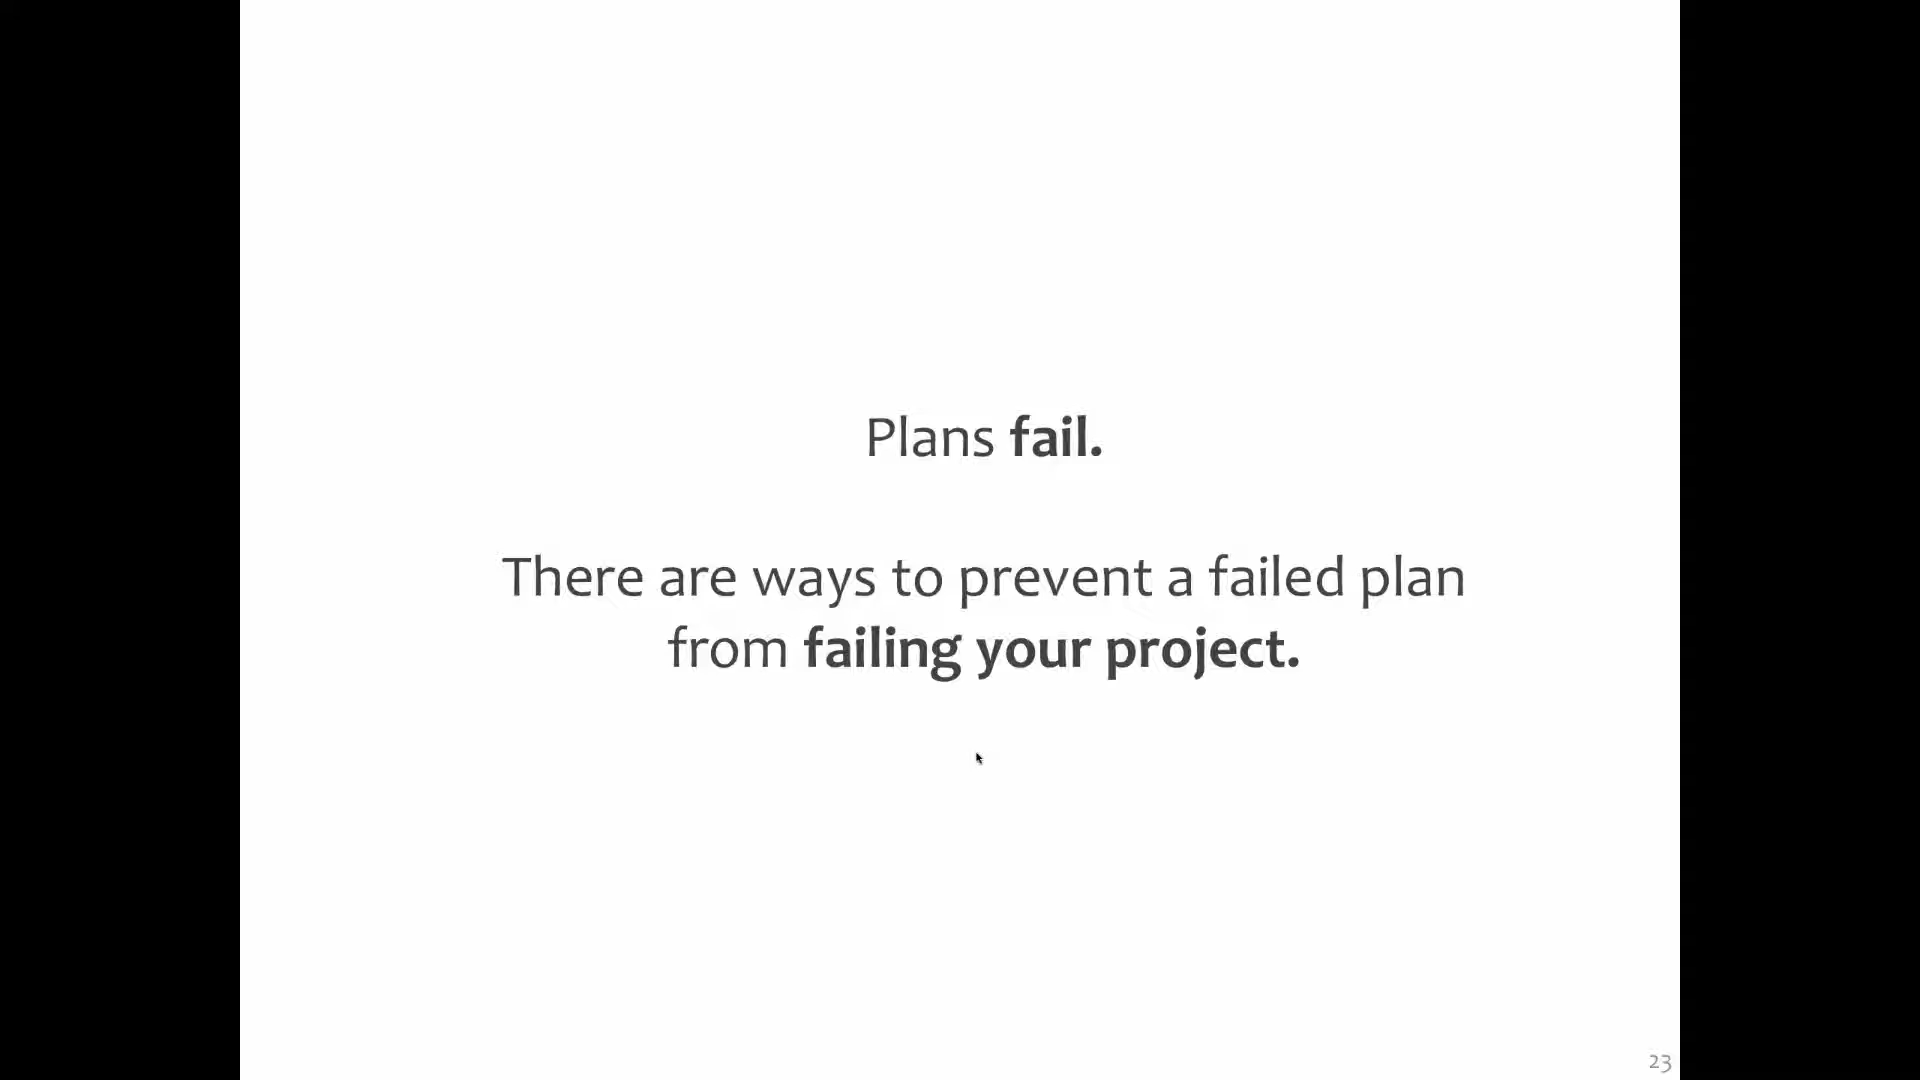 Plans fail.
There are ways to prevent a failed plan
from failing your project.
23